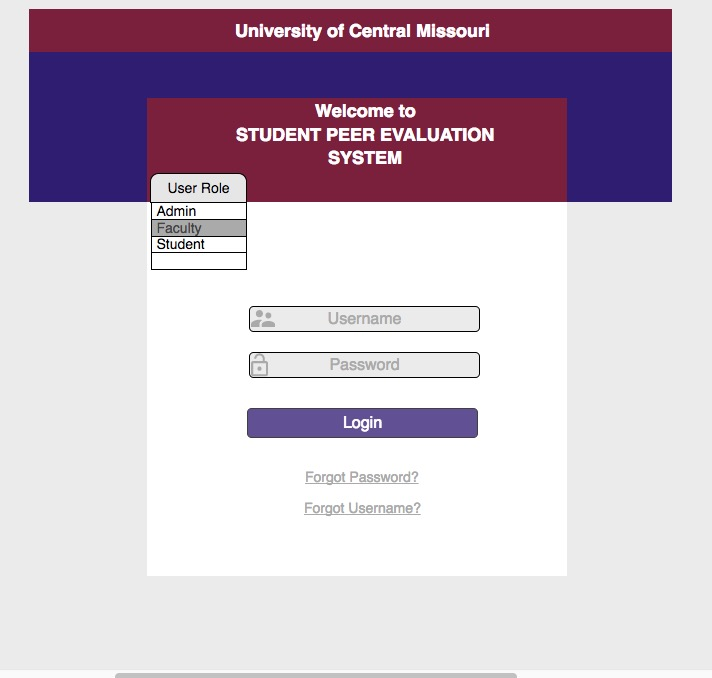 University of Central Missouri
Welcome to
STUDENT PEER EVALUATION
SYSTEM
User Role
Admin
Faculty
Student
Username
Password
Login
Forgot Password?
Forgot Username?